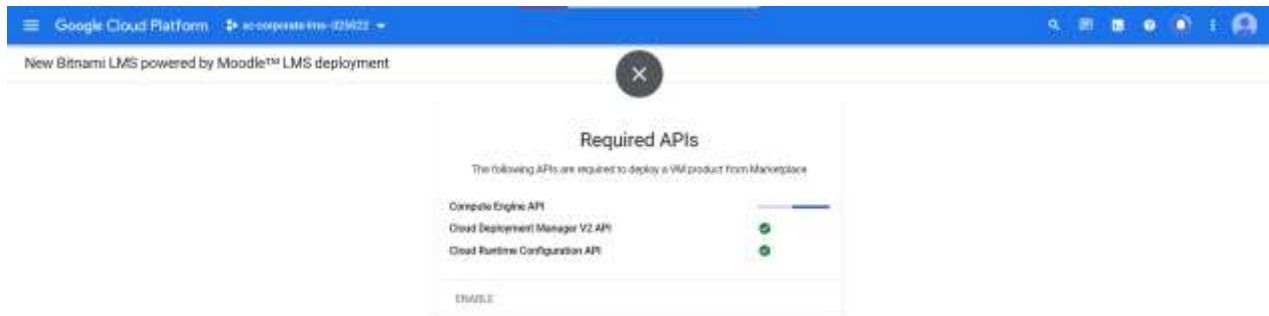 Google Cloud Platform
New Bitnami LMS powered by Moodle™ LMS deployment
Required APIs
The following APIs are required to deploy a VM product from Marketplace
Compute Engine API
Cloud Deployment Manager V2 API
Cloud Runtime Configuration API
ENABLE